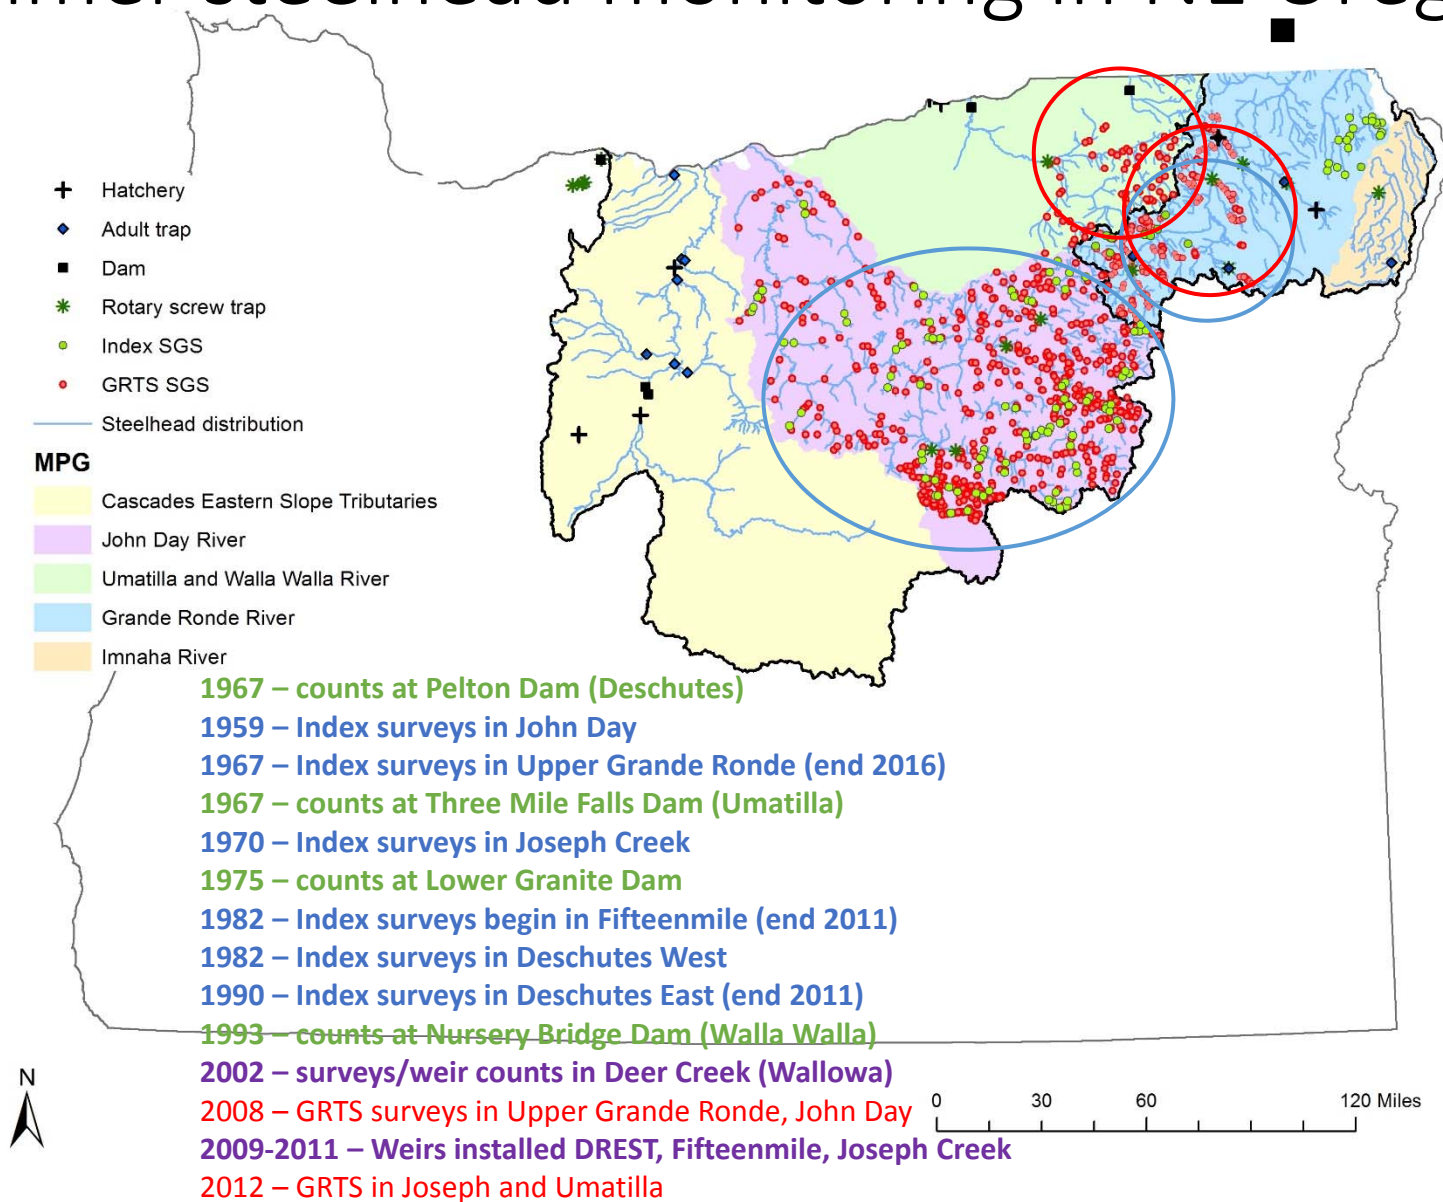 steelhead monitoring in NE
Hatchery
Adult trap
Dam
Rotary screw trap
Index SGS
GRTS SGS
Steelhead distribution
MPG
Cascades Eastern Slope Tributaries
John Day River
Umatilla and Walla Walla River
Grande Ronde River
Imnaha River
1967 – counts at Pelton Dam (Deschutes)
1959 – Index surveys in John Day
1967 – Index surveys in Upper Grande Ronde (end 2016)
1967 – counts at Three Mile Falls Dam (Umatilla)
1970 – Index surveys in Joseph Creek
1975 – counts at Lower Granite Dam
1982 – Index surveys begin in Fifteenmile (end 2011)
1982 – Index surveys in Deschutes West
1990 – Index surveys in Deschutes East (end 2011)
1993 – counts at Nursery Bridge Dam (Walla Walla)
2002 – surveys/weir counts in Deer Creek (Wallowa)
2008 – GRTS surveys in Upper Grande Ronde, John Day
2009-2011 – Weirs installed DREST, Fifteenmile, Joseph Creek
2012 – GRTS in Joseph and Umatilla
N
0 30 60 120 Miles